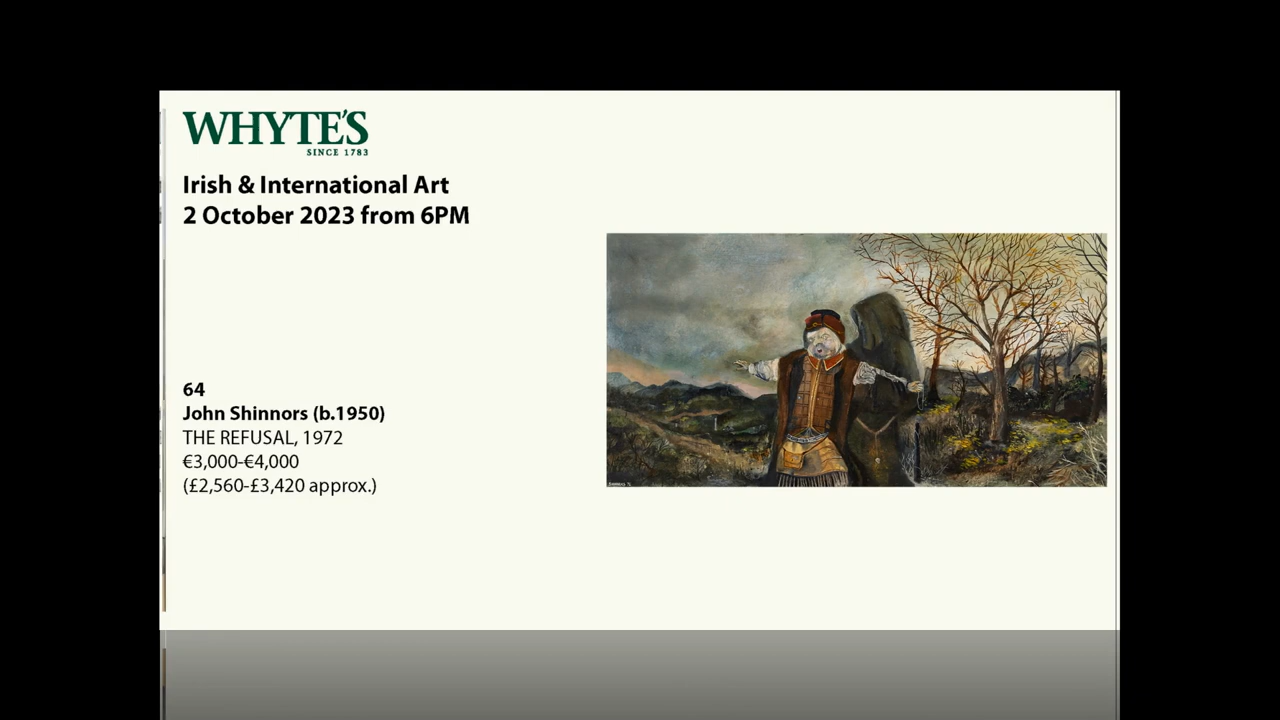 WHYTE'S
SINCE 1783
Irish & International Art
2 October 2023 from 6PM
64
John Shinnors (b.1950)
THE REFUSAL, 1972
€3,000-€4,000
(£2,560-£3,420 approx.)